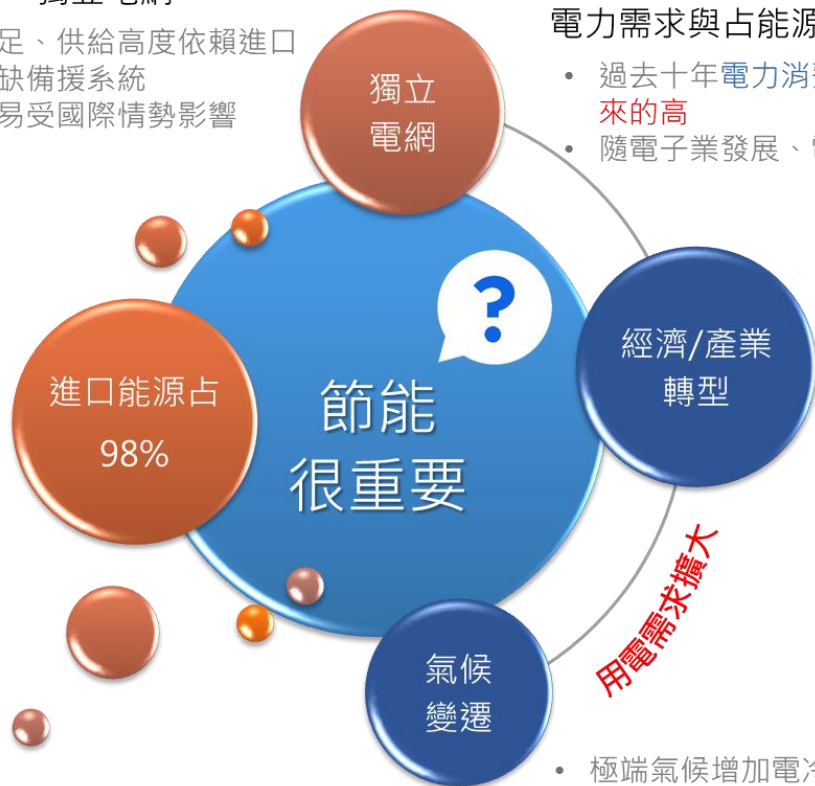 足、供給高度依賴進口
缺備援系統
易受國際情勢影響
電力需求與占能源
• 過去十年電力消
來的高
• 隨電子業發展、
獨立
電網
經濟/產業
轉型
進口能源占
98%
節能
很重要
?
用電需求擴大
氣候
變遷
• 極端氣候增加電